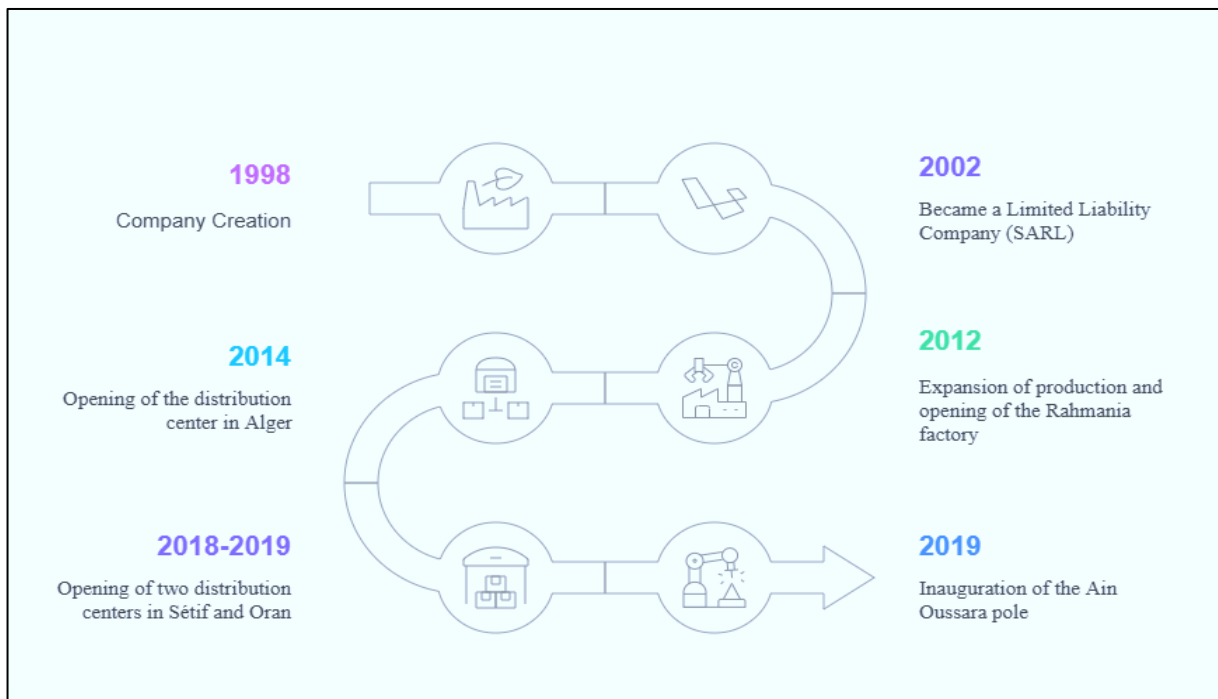 1998
Company Creation
2002
Became a Limited Liability
Company (SARL)
2012
Expansion of production and
opening of the Rahmania
factory
2014
Opening of the distribution
center in Alger
2018-2019
Opening of two distribution
centers in Sétif and Oran
2019
Inauguration of the Ain
Oussara pole